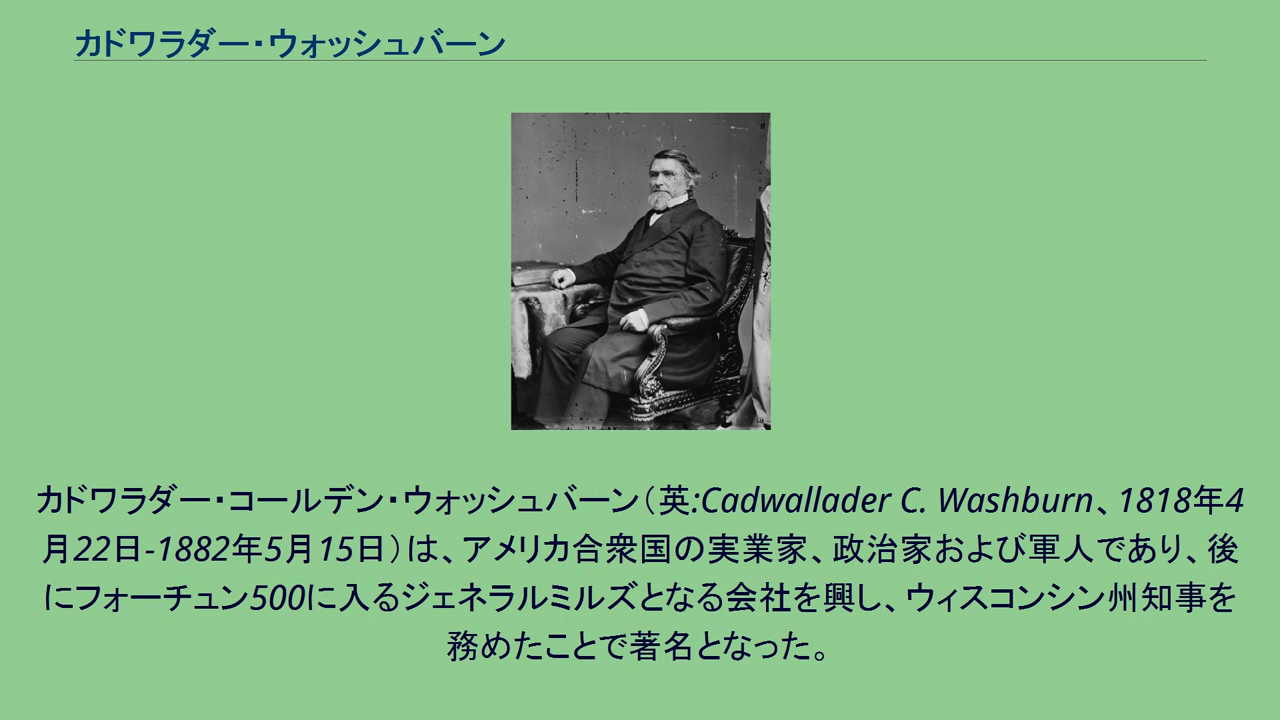 カドワラダー・ウォッシュバーン
カドワラダー・コールデン・ウォッシュバーン（英:Cadwallader C. Washburn、1818年4
月22日-1882年5月15日）は、アメリカ合衆国の実業家、政治家および軍人であり、後
にフォーチュン500に入るジェネラルミルズとなる会社を興し、ウィスコンシン州知事を
務めたことで著名となった。